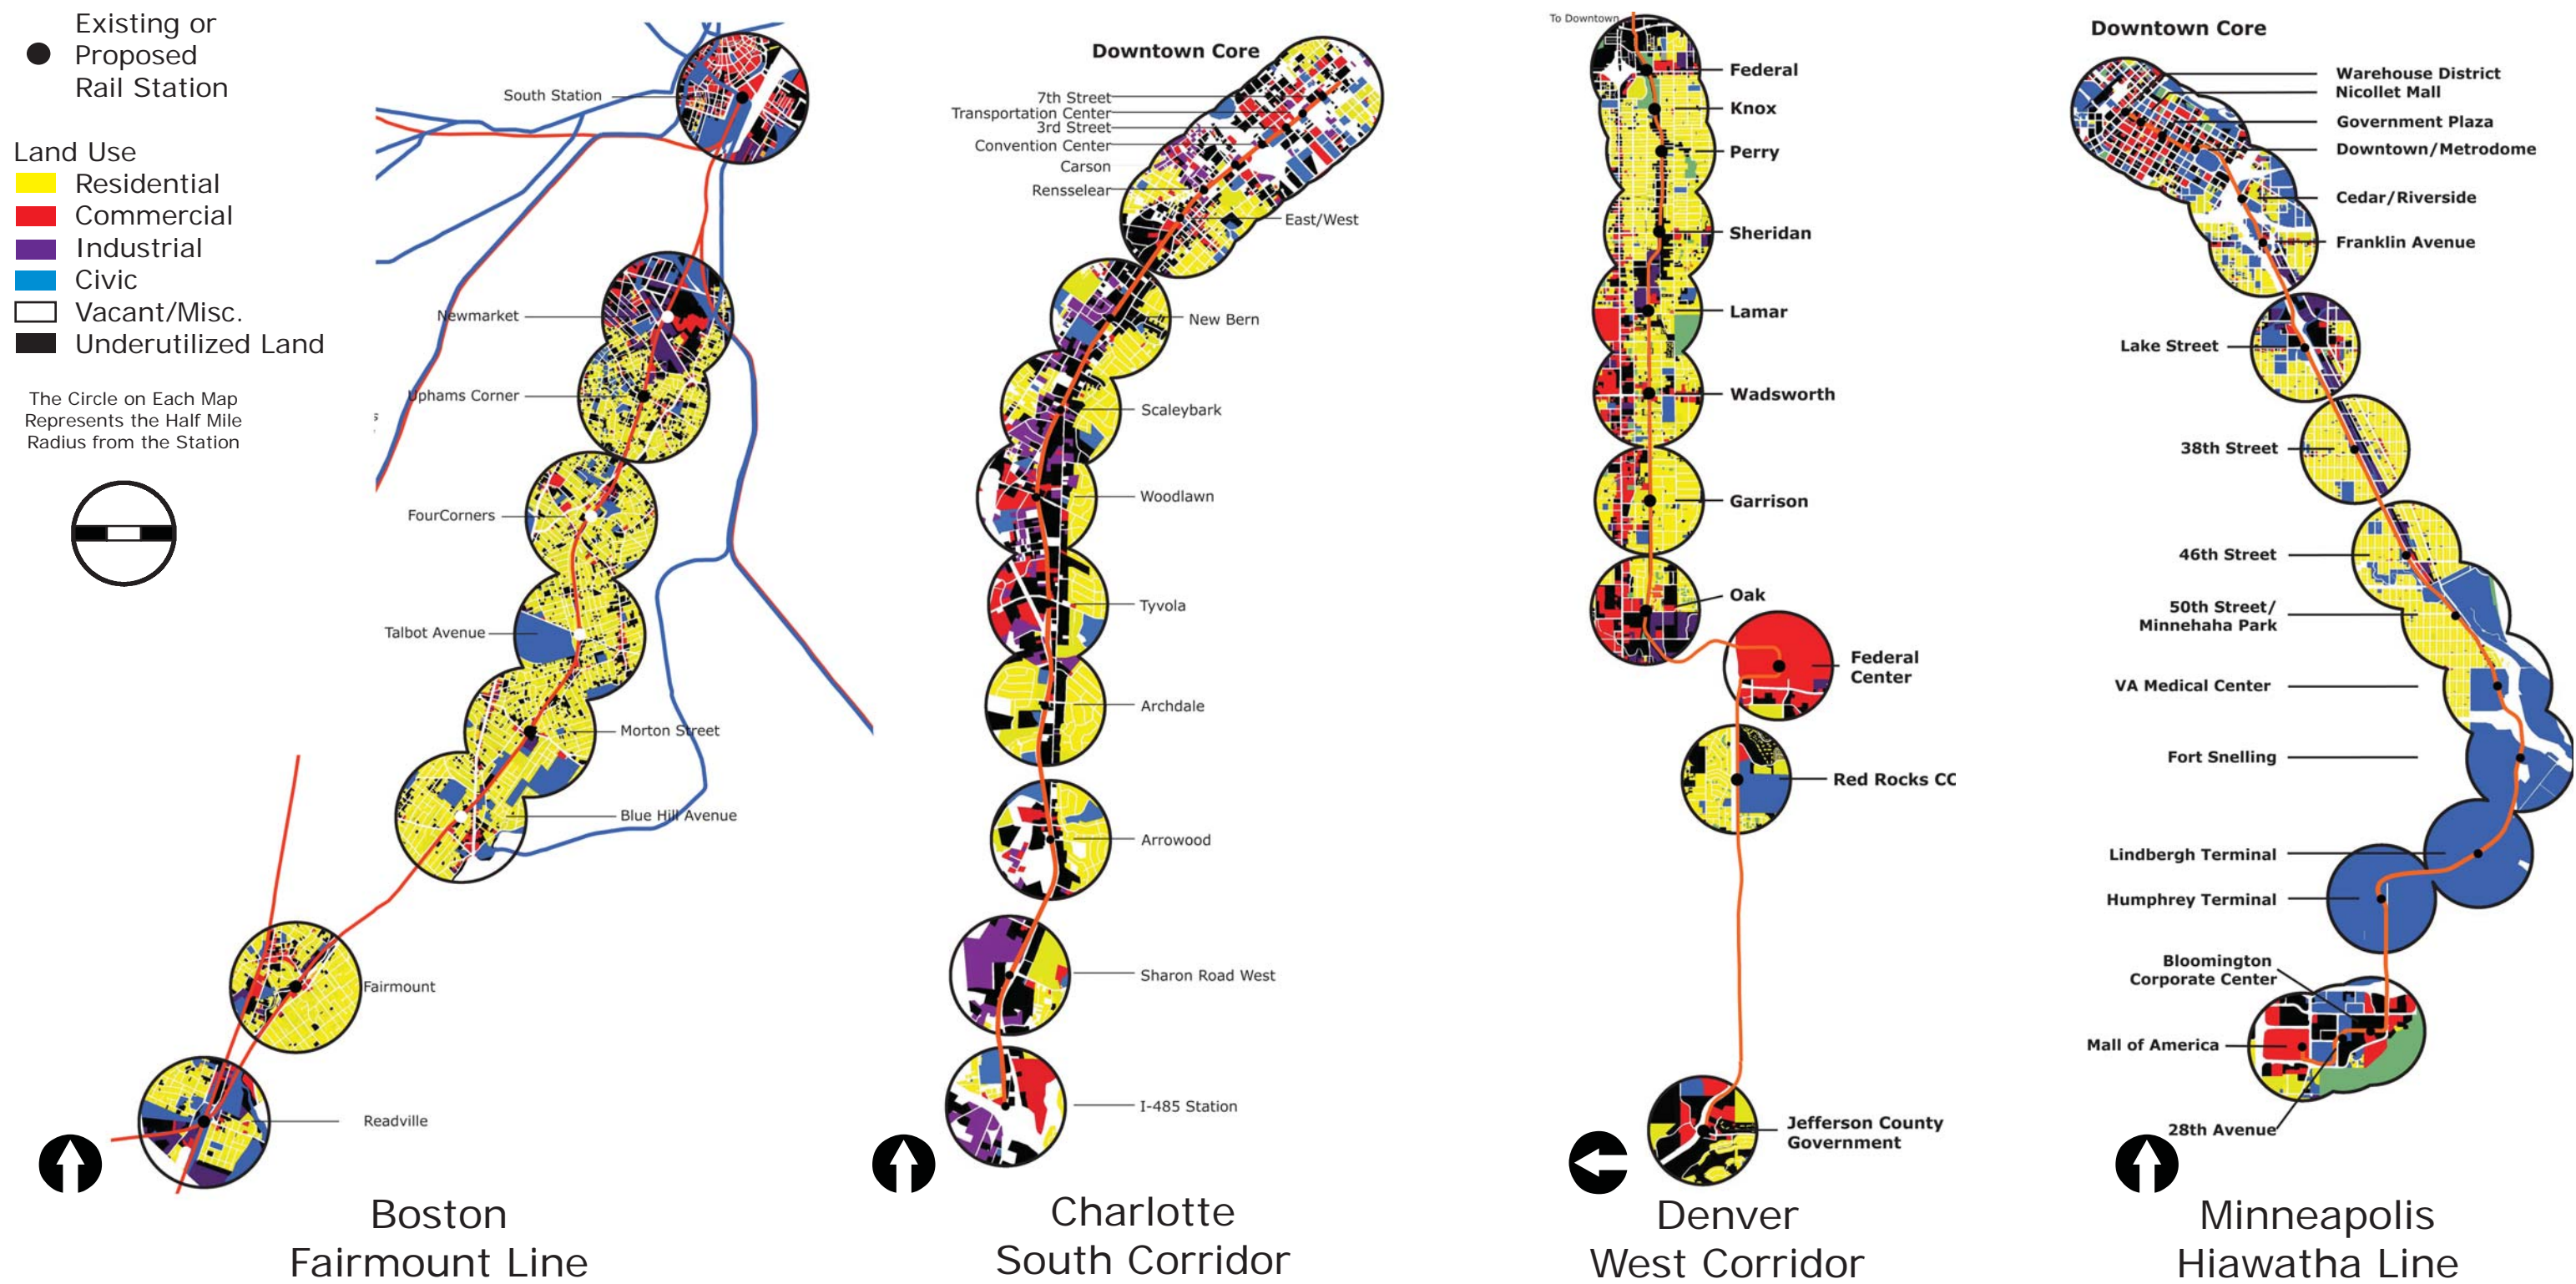 Existing or
Proposed
Rail Station
Land Use
Residential
Commercial
Industrial
Civic
Vacant/Misc.
Underutilized Land
The Circle on Each Map
Represents the Half Mile
Radius from the Station
South Station
Newmarket
Uphams Corner
s
FourCorners
Talbot Avenue
Morton Street
Blue Hill Avenue
Fairmount
Readville
Boston
Fairmount Line
Downtown Core
7th Street
Transportation Center
3rd Street
Convention Center
Carson
Rensselear
East/West
New Bern
Scaleybark
Woodlawn
Tyvola
Archdale
Arrowood
Sharon Road West
I-485 Station
Charlotte
South Corridor
To Downtown
Federal
Knox
Perry
Sheridan
Lamar
Wadsworth
Garrison
Oak
Federal
Center
Red Rocks CC
Jefferson County
Government
Denver
West Corridor
Downtown Core
Warehouse District
Nicollet Mall
Government Plaza
Downtown/Metrodome
Cedar/Riverside
Franklin Avenue
Lake Street
38th Street
46th Street
50th Street/
Minnehaha Park
VA Medical Center
Fort Snelling
Lindbergh Terminal
Humphrey Terminal
Bloomington
Corporate Center
Mall of America
28th Avenue
Minneapolis
Hiawatha Line